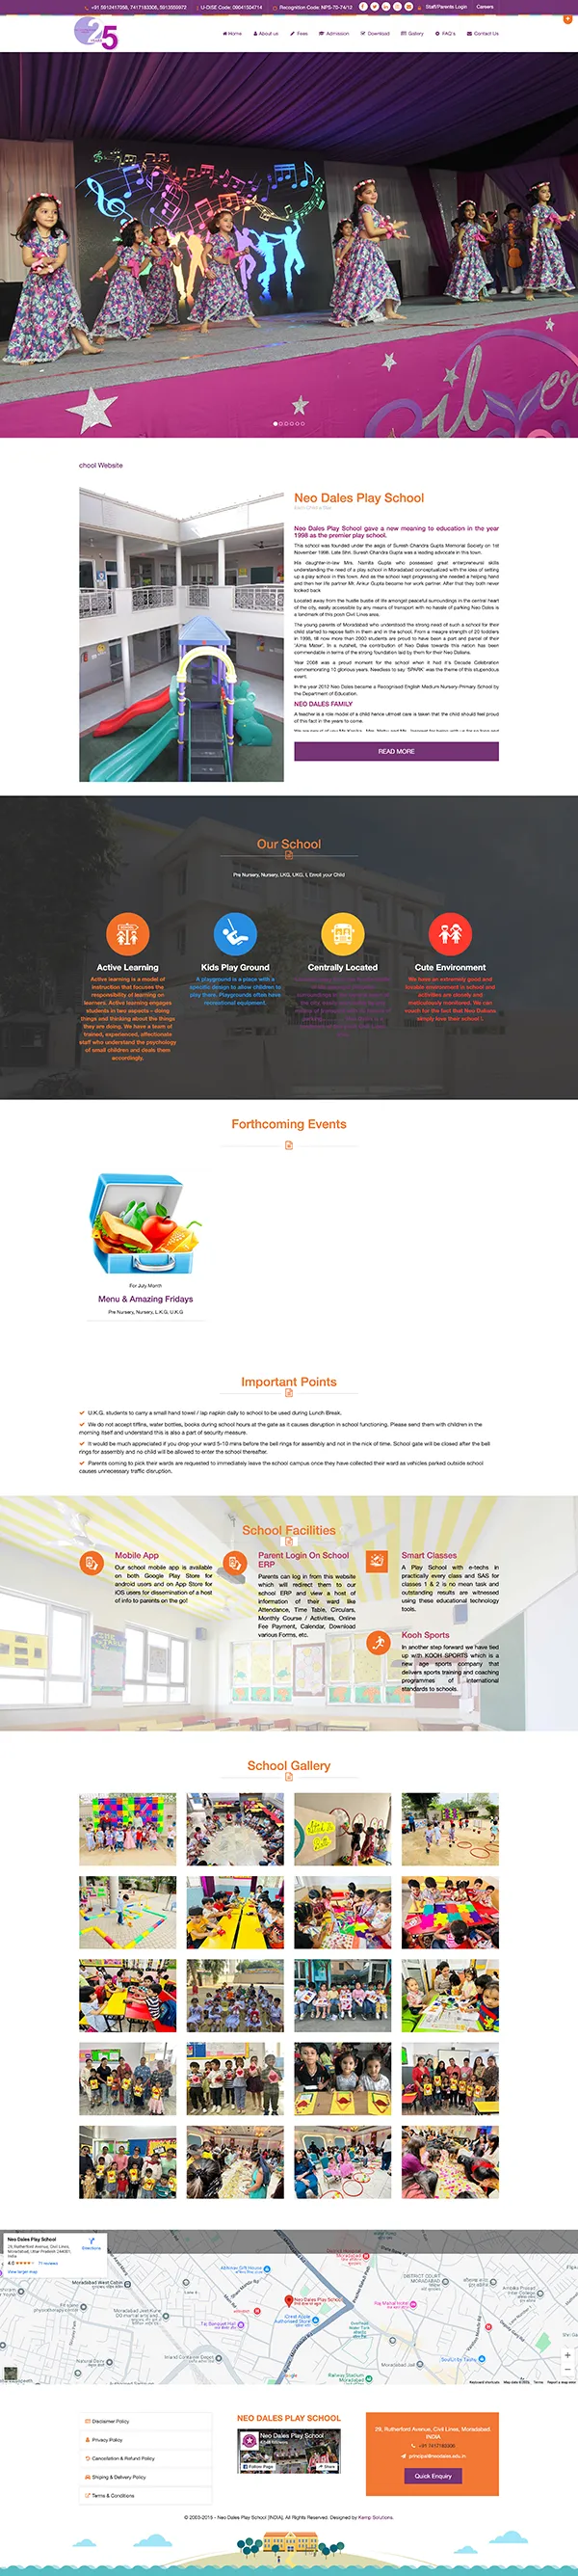 +91 5912417058, 7417183308, 5913559972
U-DISE Code: 09041504714
Recognition Code: NPS-70-74/12
Staff/Parents Login
Careers
25
Home
About us
Fees
Admission
Download
Gallery
FAQ's
Contact Us
chool Website
Neo Dales Play School
Neo Dales Play School gave a new meaning to education in the year
1998 as the premier play school.
This school was founded under the aegis of Suresh Chandra Gupta Memorial Society on 1st
November 1998. Late Shri. Suresh Chandra Gupta was a leading advocate in this town.
His daughter-in-law Mrs. Namita Gupta who possessed great entrepreneurial skills
understanding the need of a play school in Moradabad conceptualized with the idea of setting
up a play school in this town. And as the school kept progressing she needed a helping hand
and then her life partner Mr. Ankur Gupta became her work partner. After that they both never
looked back
Located away from the hustle bustle of life amongst peaceful surroundings in the central heart
of the city, easily accessible by any means of transport with no hassle of parking Neo Dales is
a landmark of this posh Civil Lines area.
The young parents of Moradabad who understood the strong need of such a school for their
child started to repose faith in them and in the school. From a meagre strength of 20 toddlers
in 1998, till now more than 2000 students are proud to have been a part and parcel of their
'Alma Mater'. In a nutshell, the contribution of Neo Dales towards this nation has been
commendable in terms of the strong foundation led by them for their Neo Dalians.
Year 2008 was a proud moment for the school when it had it's Decade Celebration
commemorating 10 glorious years. Needless to say 'SPARK' was the theme of this stupendous
event.
In the year 2012 Neo Dales became a Recognised English Medium Nursery-Primary School by
the Department of Education.
NEO DALES FAMILY
A teacher is a role model of a child hence utmost care is taken that the child should feel proud
of this fact in the years to come.
READ MORE
Our School
Pre Nursery, Nursery, LKG, UKG, I, Enroll your Child
Active Learning
Active learning is a model of
instruction that focuses the
responsibility of learning on
learners. Active learning engages
students in two aspects - doing
things and thinking about the things
they are doing. We have a team of
trained, experienced, affectionate
staff who understand the psychology
of small children and deals them
accordingly.
Kids Play Ground
A playground is a place with a
specific design to allow children to
play there. Playgrounds often have
recreational equipment.
Centrally Located
Cute Environment
We have an extremely good and
lovable environment in school and
activities are closely and
meticulously monitored. We can
vouch for the fact that Neo Dalians
simply love their school's.
Forthcoming Events
For July Month
Menu & Amazing Fridays
Pre Nursery, Nursery, L.K.G, U.K.G
Important Points
U.K.G. students to carry a small hand towel / lap napkin daily to school to be used during Lunch Break.
We do not accept tiffins, water bottles, books during school hours at the gate as it causes disruption in school functioning. Please send them with children in the
morning itself and understand this is also a part of security measure.
It would be much appreciated if you drop your ward 5-10 mins before the bell rings for assembly and not in the nick of time. School gate will be closed after the bell
rings for assembly and no child will be allowed to enter the school thereafter.
Parents coming to pick their wards are requested to immediately leave the school campus once they have collected their ward as vehicles parked outside school
causes unnecessary traffic disruption.
School Facilities
Mobile App
Our school mobile app is available
on both Google Play Store for
android users and on App Store for
iOS users for dissemination of a host
of info to parents on the go!
Parent Login On School
ERP
Parents can log in from this website
which will redirect them to our
school ERP and view a host of
information of their ward like
Attendance, Time Table, Circulars,
Monthly Course / Activities, Online
Fee Payment, Calendar, Download
various Forms, etc.
Smart Classes
A Play School with e-techs in
practically every class and SAS for
classes 1 & 2 is no mean task and
outstanding results are witnessed
using these educational technology
tools.
Kooh Sports
In another step forward we have tied
up with KOOH SPORTS which is a
new age sports company that
delivers sports training and coaching
programmes of international
standards to schools.
School Gallery
Neo Dales Play School
29, Rutherford Avenue, Civil Lines,
Moradabad, Uttar Pradesh 244001,
India
Directions
View larger map
Neo Dales Play School
Keyboard shortcuts
Terms
Report a map error
Disclaimer Policy
Privacy Policy
Cancellation & Refund Policy
Shiping & Delivery Policy
Terms & Conditions
NEO DALES PLAY SCHOOL
Neo Dales Play School
Follow Page
Share
29, Rutherford Avenue, Civil Lines, Moradabad,
INDIA
+91 7417183308
principal@neodales.edu.in
Quick Enquiry
© 2003-2015 - Neo Dales Play School [INDIA], All Rights Reserved. Designed by Kemp Solutions.